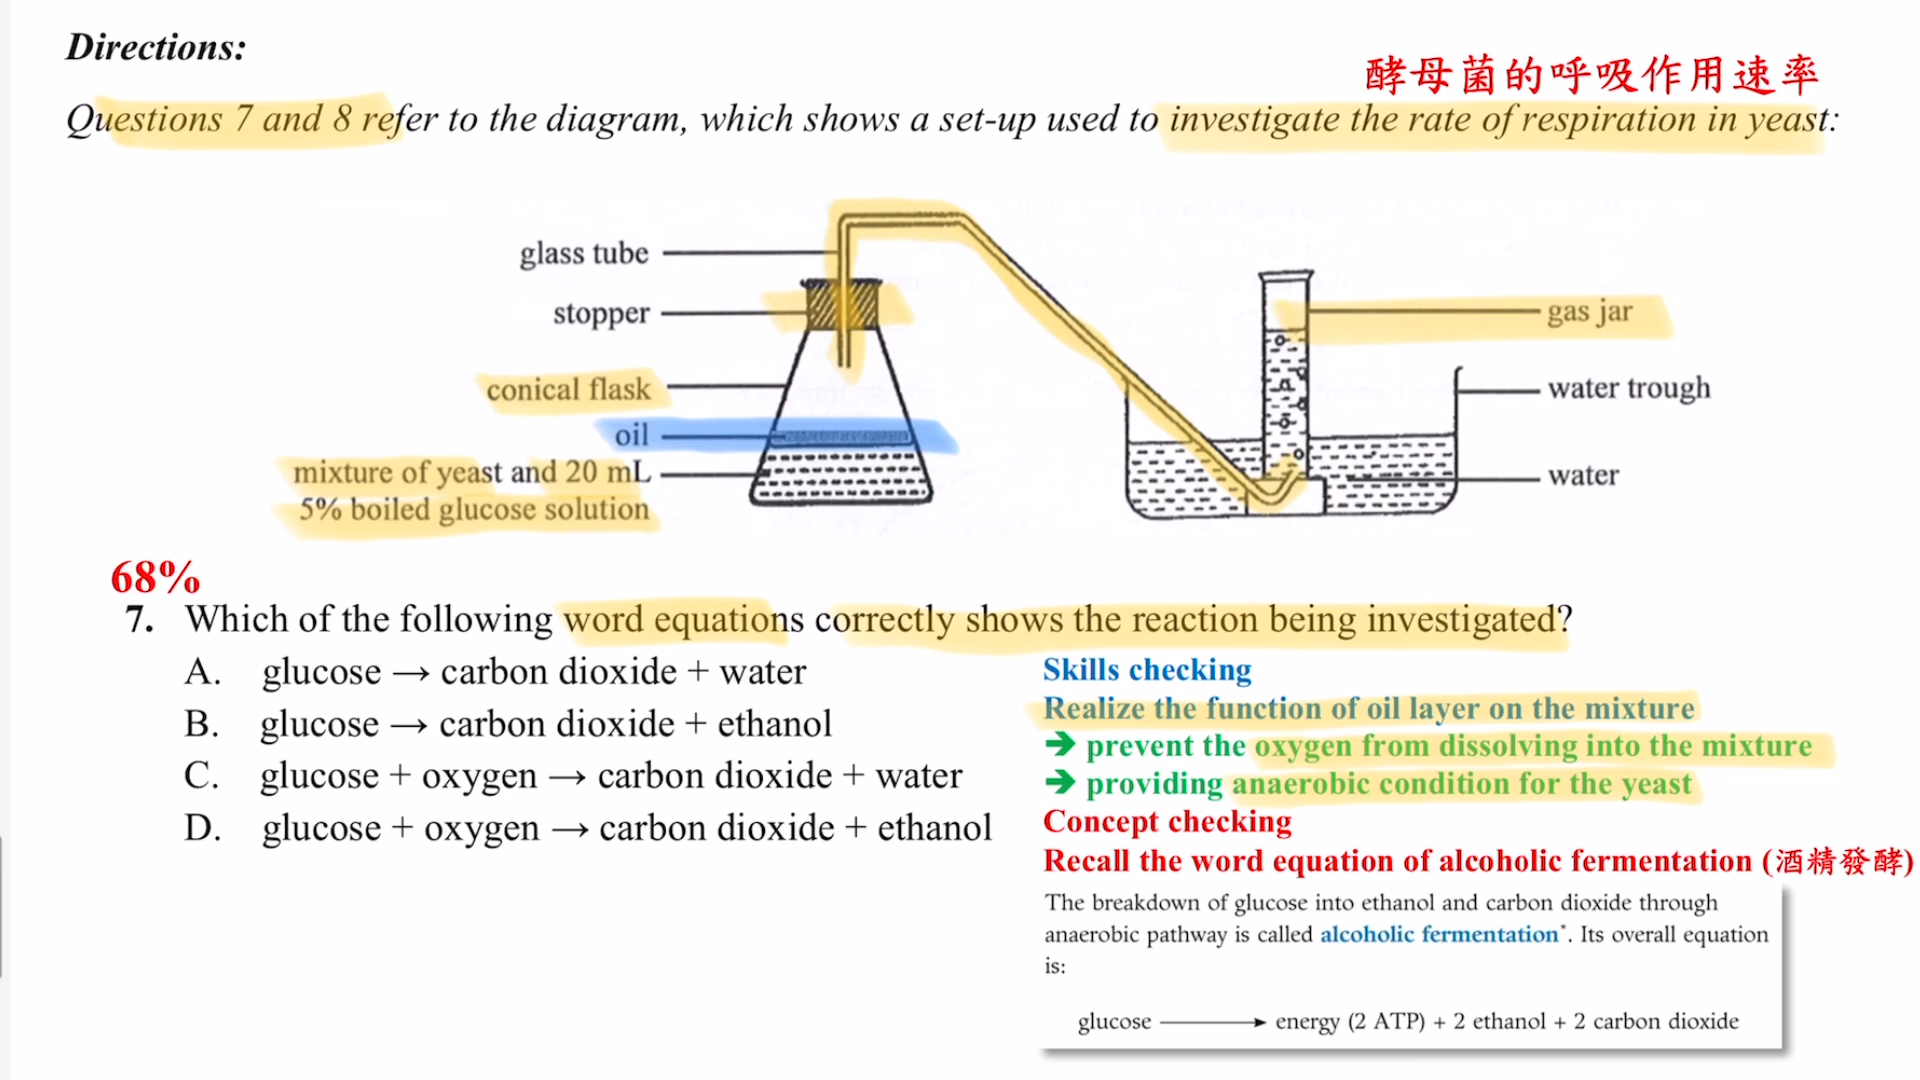 Directions:
酵母菌的呼吸作用速率
Questions 7 and 8 refer to the diagram, which shows a set-up used to investigate the rate of respiration in yeast:
glass tube
stopper
conical flask
oil
mixture of yeast and 20 mL
5% boiled glucose solution
gas jar
water trough
water
68%
7. Which of the following word equations correctly shows the reaction being investigated?
A. glucose → carbon dioxide + water
B. glucose → carbon dioxide + ethanol
C. glucose + oxygen → carbon dioxide + water
D. glucose + oxygen → carbon dioxide + ethanol
Skills checking
Realize the function of oil layer on the mixture
➔ prevent the oxygen from dissolving into the mixture
➔ providing anaerobic condition for the yeast
Concept checking
Recall the word equation of alcoholic fermentation (酒精發酵)
The breakdown of glucose into ethanol and carbon dioxide through
anaerobic pathway is called alcoholic fermentation*. Its overall equation
is:
glucose → energy (2 ATP) + 2 ethanol + 2 carbon dioxide